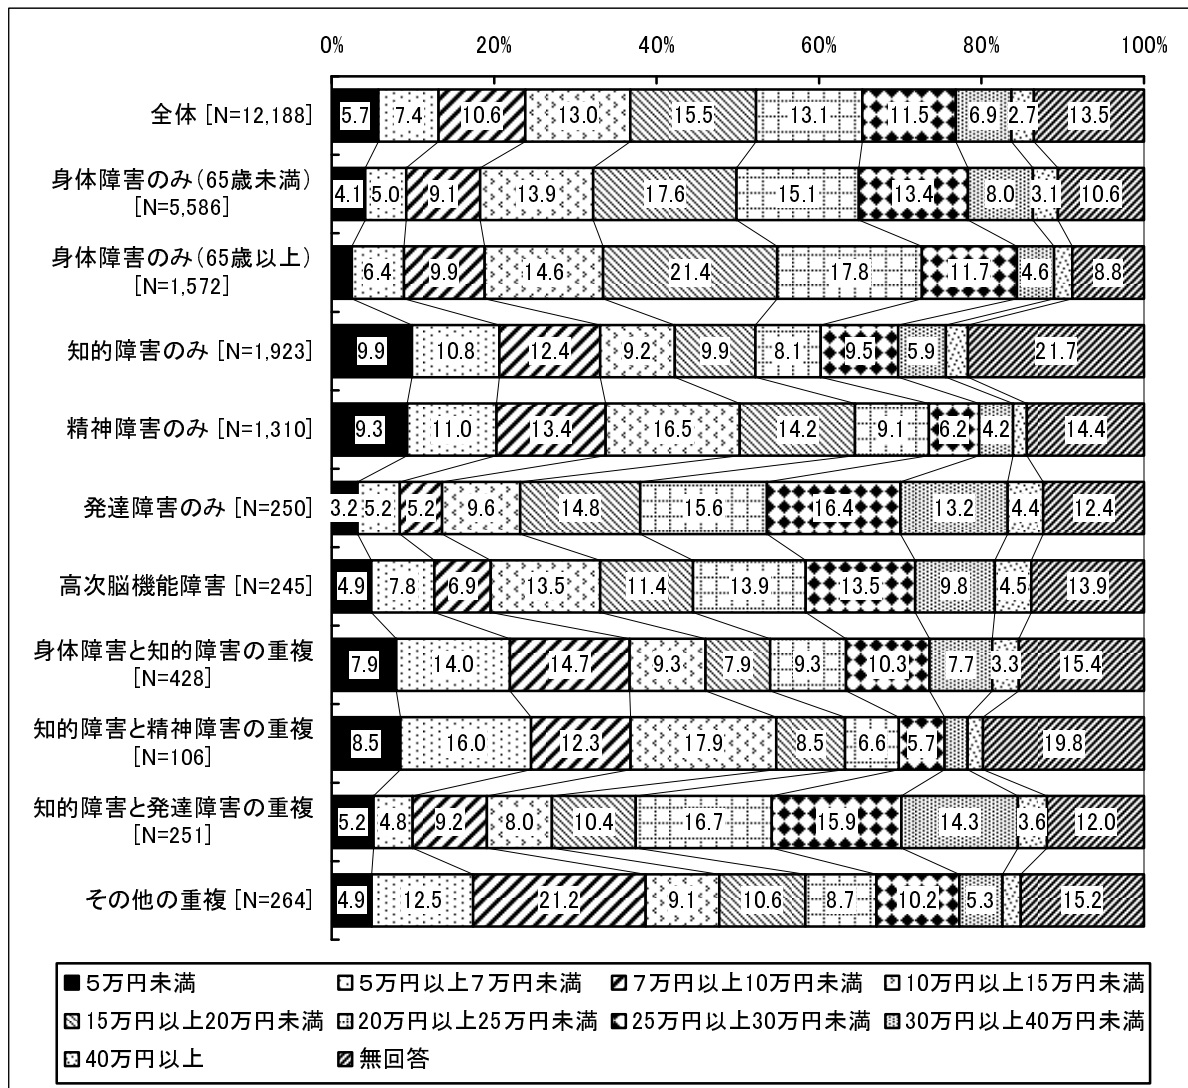 0% 20% 40% 60% 80% 100%
全体 [N=12,188] 5.7 7.4 10.6 13.0 15.5 13.1 11.5 6.9 2.7 13.5
身体障害のみ（65歳未満）
[N=5,586] 4.1 5.0 9.1 13.9 17.6 15.1 13.4 8.0 3.1 10.6
身体障害のみ（65歳以上）
[N=1,572] 6.4 9.9 14.6 21.4 17.8 11.7 4.6 8.8
知的障害のみ [N=1,923] 9.9 10.8 12.4 9.2 9.9 8.1 9.5 5.9 21.7
精神障害のみ [N=1,310] 9.3 11.0 13.4 16.5 14.2 9.1 6.2 4.2 14.4
発達障害のみ [N=250] 3.2 5.2 5.2 9.6 14.8 15.6 16.4 13.2 4.4 12.4
高次脳機能障害 [N=245] 4.9 7.8 6.9 13.5 11.4 13.9 13.5 9.8 4.5 13.9
身体障害と知的障害の重複
[N=428] 7.9 14.0 14.7 9.3 7.9 9.3 10.3 7.7 3.3 15.4
知的障害と精神障害の重複
[N=106] 8.5 16.0 12.3 17.9 8.5 6.6 5.7 19.8
知的障害と発達障害の重複
[N=251] 5.2 4.8 9.2 8.0 10.4 16.7 15.9 14.3 3.6 12.0
その他の重複 [N=264] 4.9 12.5 21.2 9.1 10.6 8.7 10.2 5.3 15.2
5万円未満 5万円以上7万円未満 7万円以上10万円未満 10万円以上15万円未満
15万円以上20万円未満 20万円以上25万円未満 25万円以上30万円未満 30万円以上40万円未満
40万円以上 無回答